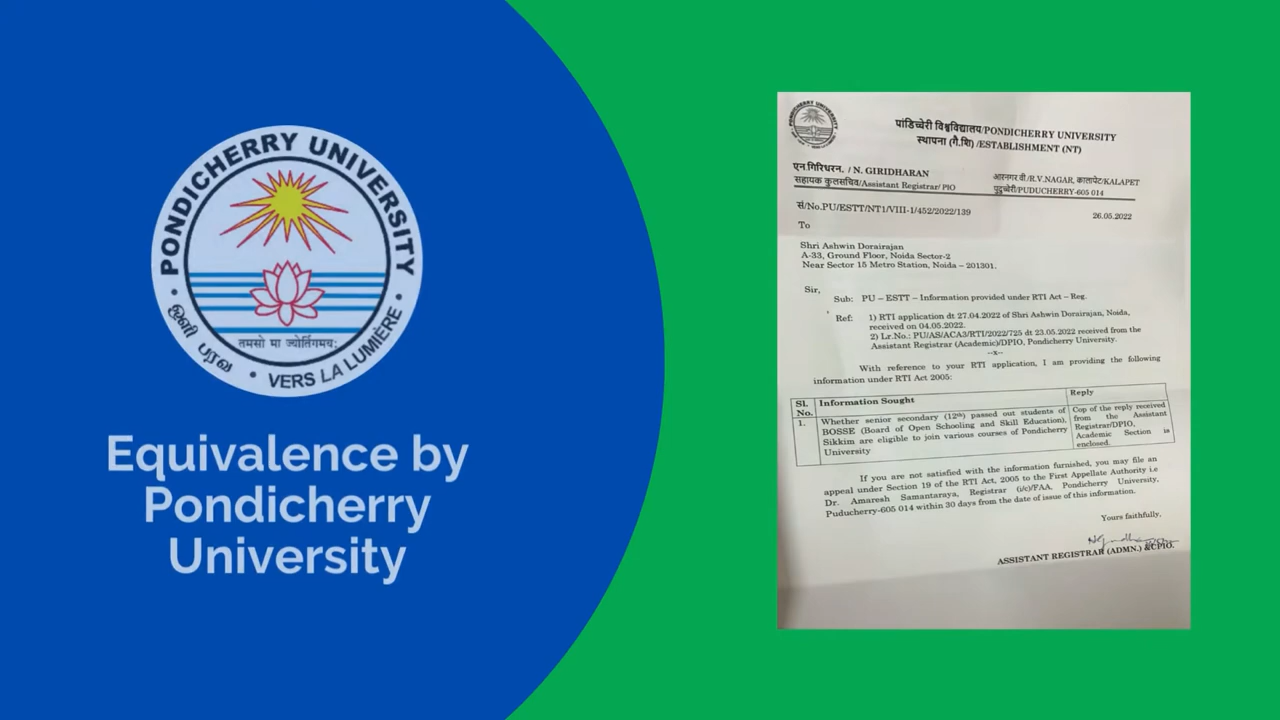 PONDICHERRY UNIVERSITY
तमसो मा ज्योतिर्गमय:
VERS LA LUMIÈRE
Equivalence by
Pondicherry
University
PONDICHERRY UNIVERSITY
पांडिच्चेरी विश्वविद्यालय/PONDICHERRY UNIVERSITY
स्थापना (गै.शि) /ESTABLISHMENT (NT)
एन.गिरिधरन, / N. GIRIDHARAN
सहायक कुलसचिव/Assistant Registrar/ PIO
आरनगर.वी/R.V.NAGAR, कालापेट/KALAPET
पुदुच्चेरी/PUDUCHERRY-605 014
सं/No.PU/ESTT/NT1/VIII-1/452/2022/139
26.05.2022
To
Shri Ashwin Dorairajan
A-33, Ground Floor, Noida Sector-2
Near Sector 15 Metro Station, Noida – 201301.
Sir,
Sub: PU – ESTT – Information provided under RTI Act – Reg.
Ref: 1) RTI application dt 27.04.2022 of Shri Ashwin Dorairajan, Noida,
received on 04.05.2022.
2) Lr.No.: PU/AS/ACA3/RTI/2022/725 dt 23.05.2022 received from the
Assistant Registrar (Academic)/DPIO, Pondicherry University.
--x--
With reference to your RTI application, I am providing the following
information under RTI Act 2005:
Sl. No.
Information Sought
Reply
1.
Whether senior secondary (12th) passed out students of
BOSSE (Board of Open Schooling and Skill Education),
Sikkim are eligible to join various courses of Pondicherry
University
Cop of the reply received
from the Assistant
Registrar/DPIO,
Academic Section is
enclosed.
If you are not satisfied with the information furnished, you may file an
appeal under Section 19 of the RTI Act, 2005 to the First Appellate Authority i.e
Dr. Amaresh Samantaraya, Registrar (i/c)/FAA, Pondicherry University,
Puducherry-605 014 within 30 days from the date of issue of this information.
Yours faithfully,
ASSISTANT REGISTRAR (ADMN.) &CPIO.